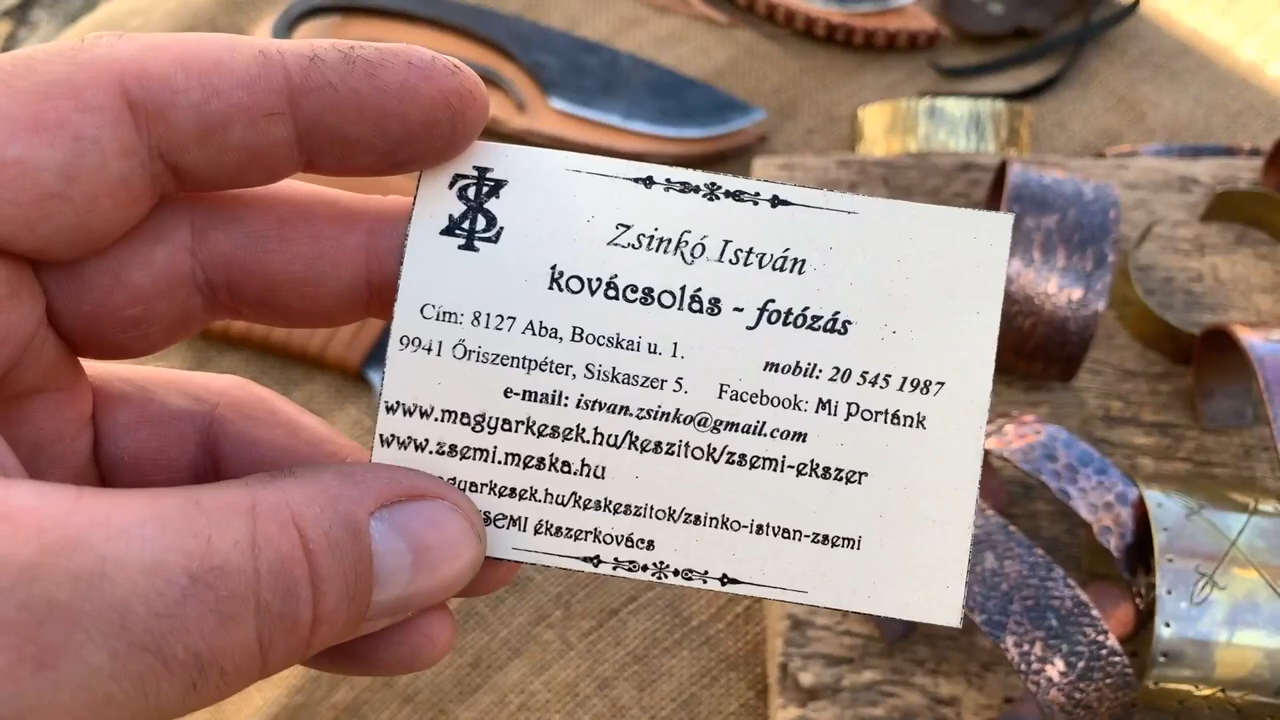 Zsinkó István
kovácsolás - fotózás
Cím: 8127 Aba, Bocskai u. 1.
mobil: 20 545 1987
9941 Őriszentpéter, Siskaszer 5.
Facebook: Mi Portánk
e-mail: istvan.zsinko@gmail.com
www.magyarkesek.hu/keszitok/zsemi-ekszer
www.zsemi.meska.hu
gyarkesek.hu/keskeszitok/zsinko-istvan-zsemi
ZSEMI ékszerkovács